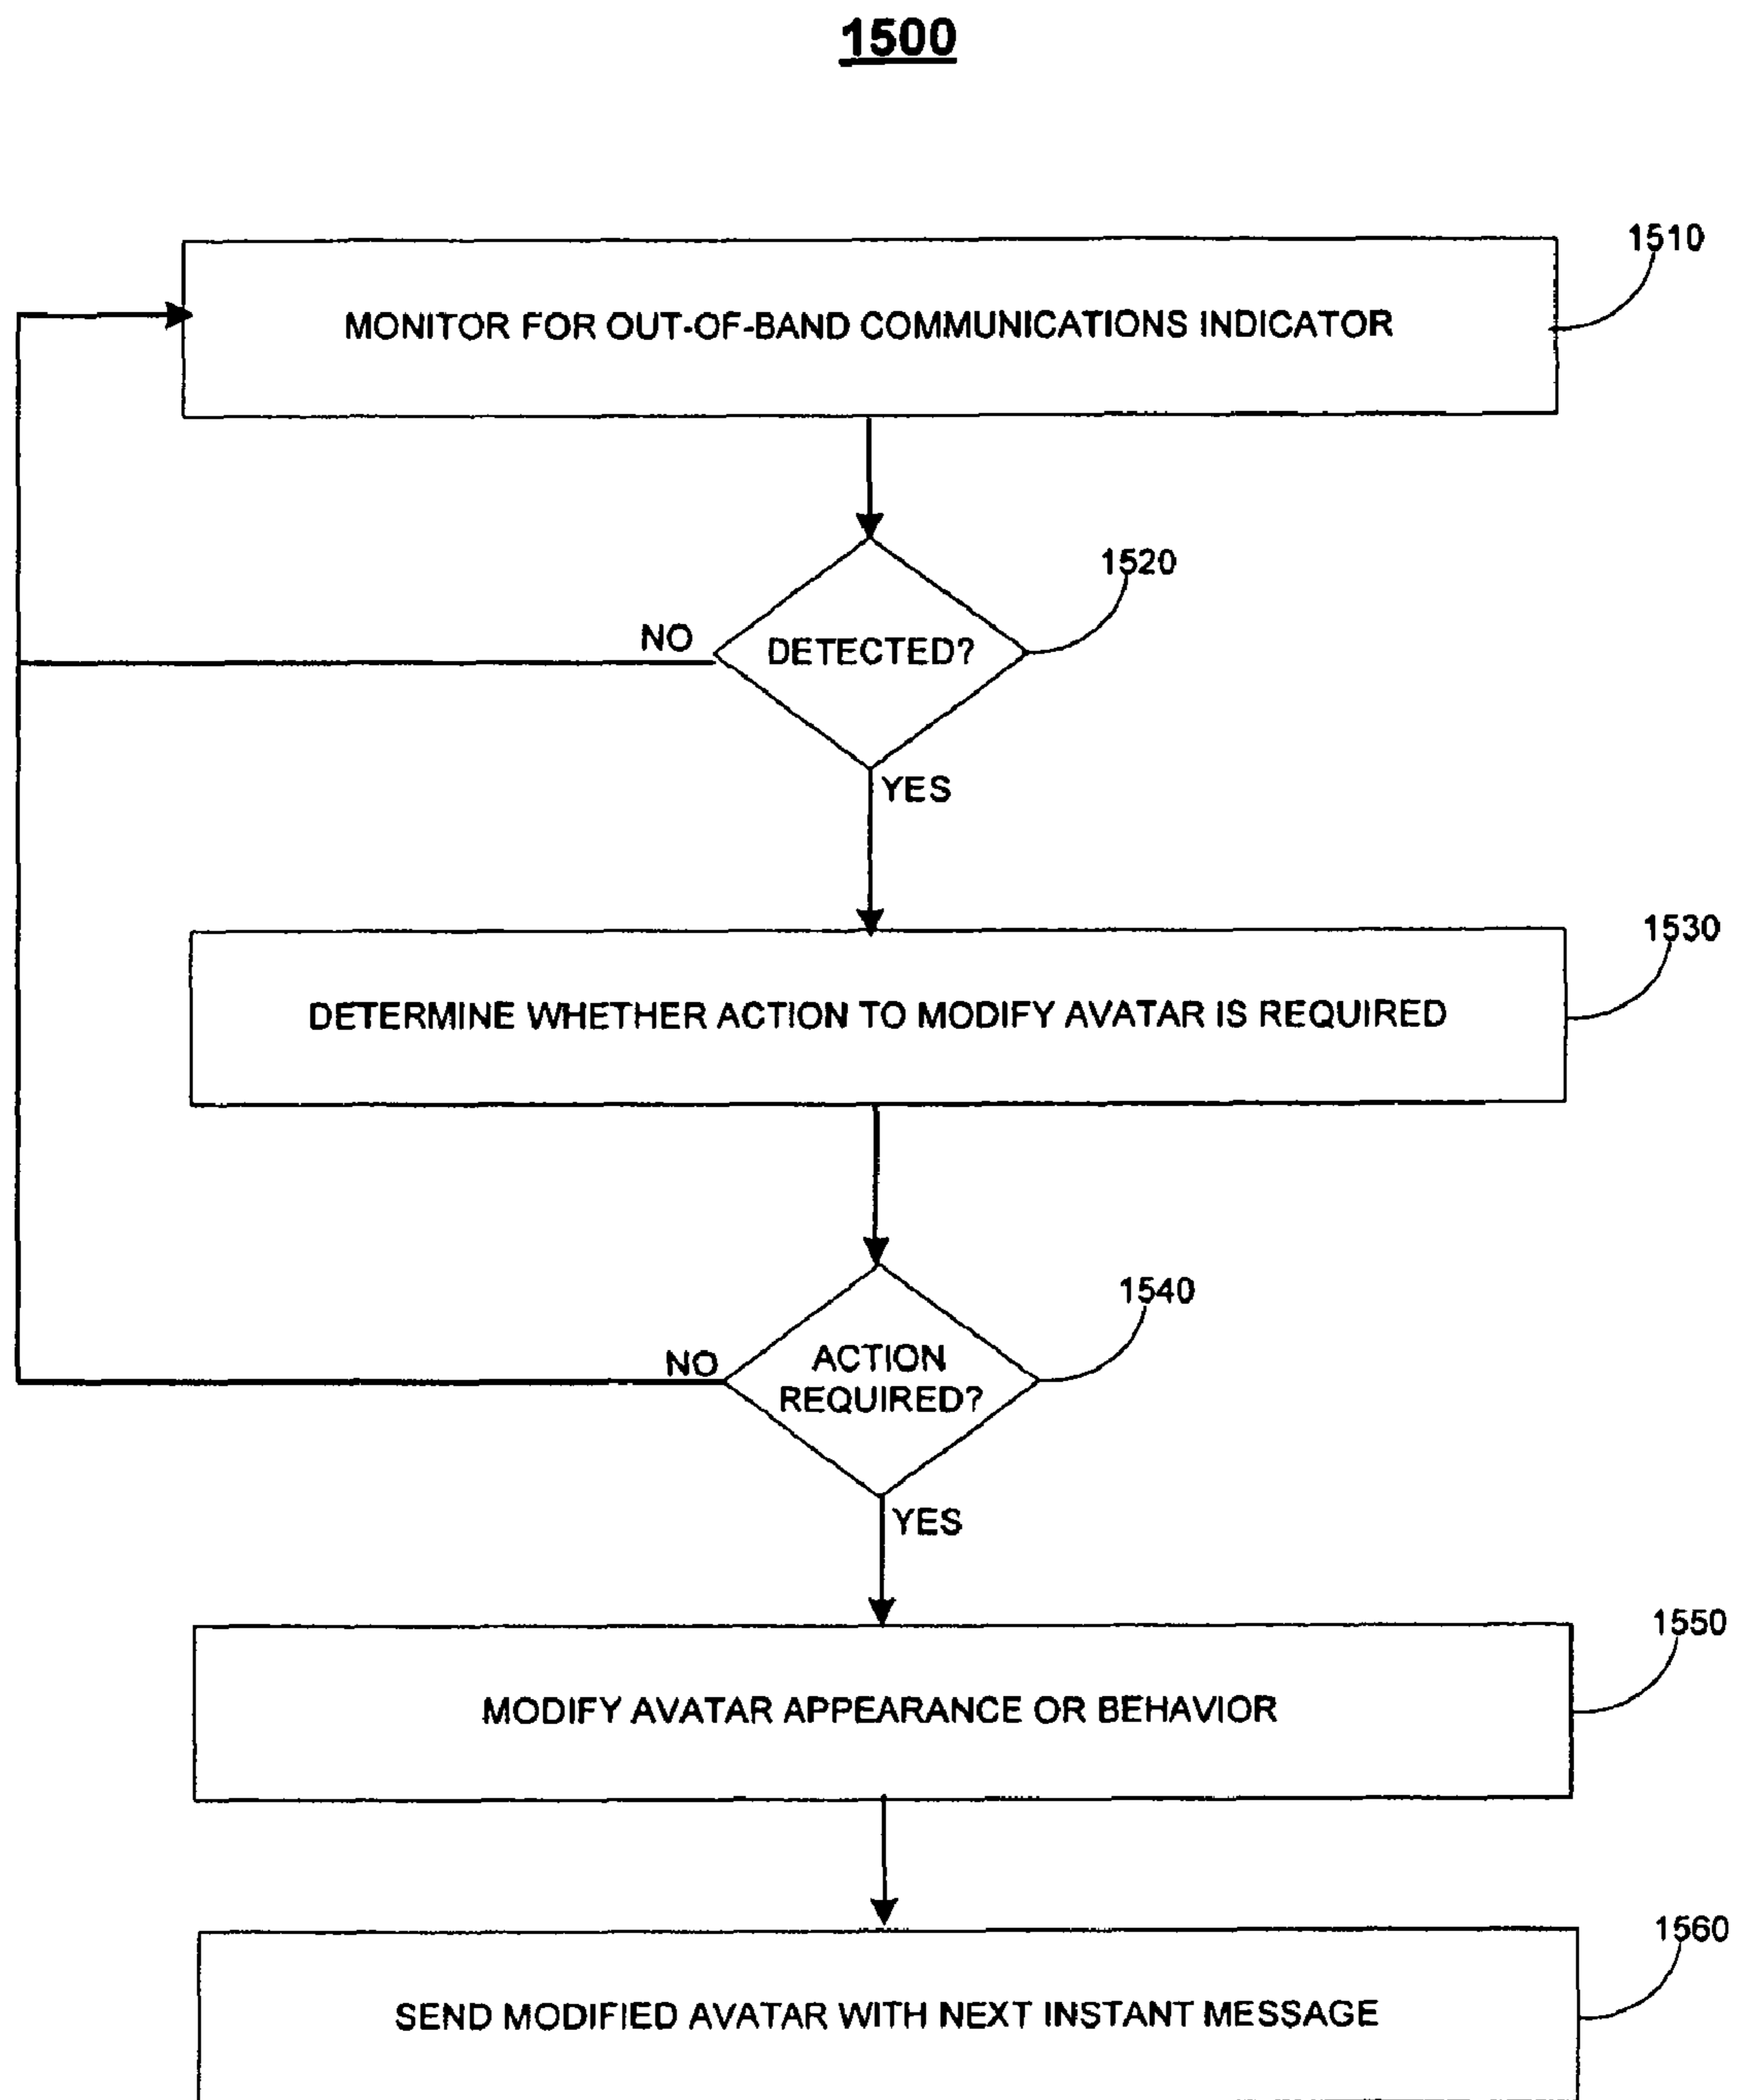 1500
1510
MONITOR FOR OUT-OF-BAND COMMUNICATIONS INDICATOR
1520
NO
DETECTED?
YES
1530
DETERMINE WHETHER ACTION TO MODIFY AVATAR IS REQUIRED
1540
NO
ACTION
REQUIRED?
YES
1550
MODIFY AVATAR APPEARANCE OR BEHAVIOR
1560
SEND MODIFIED AVATAR WITH NEXT INSTANT MESSAGE